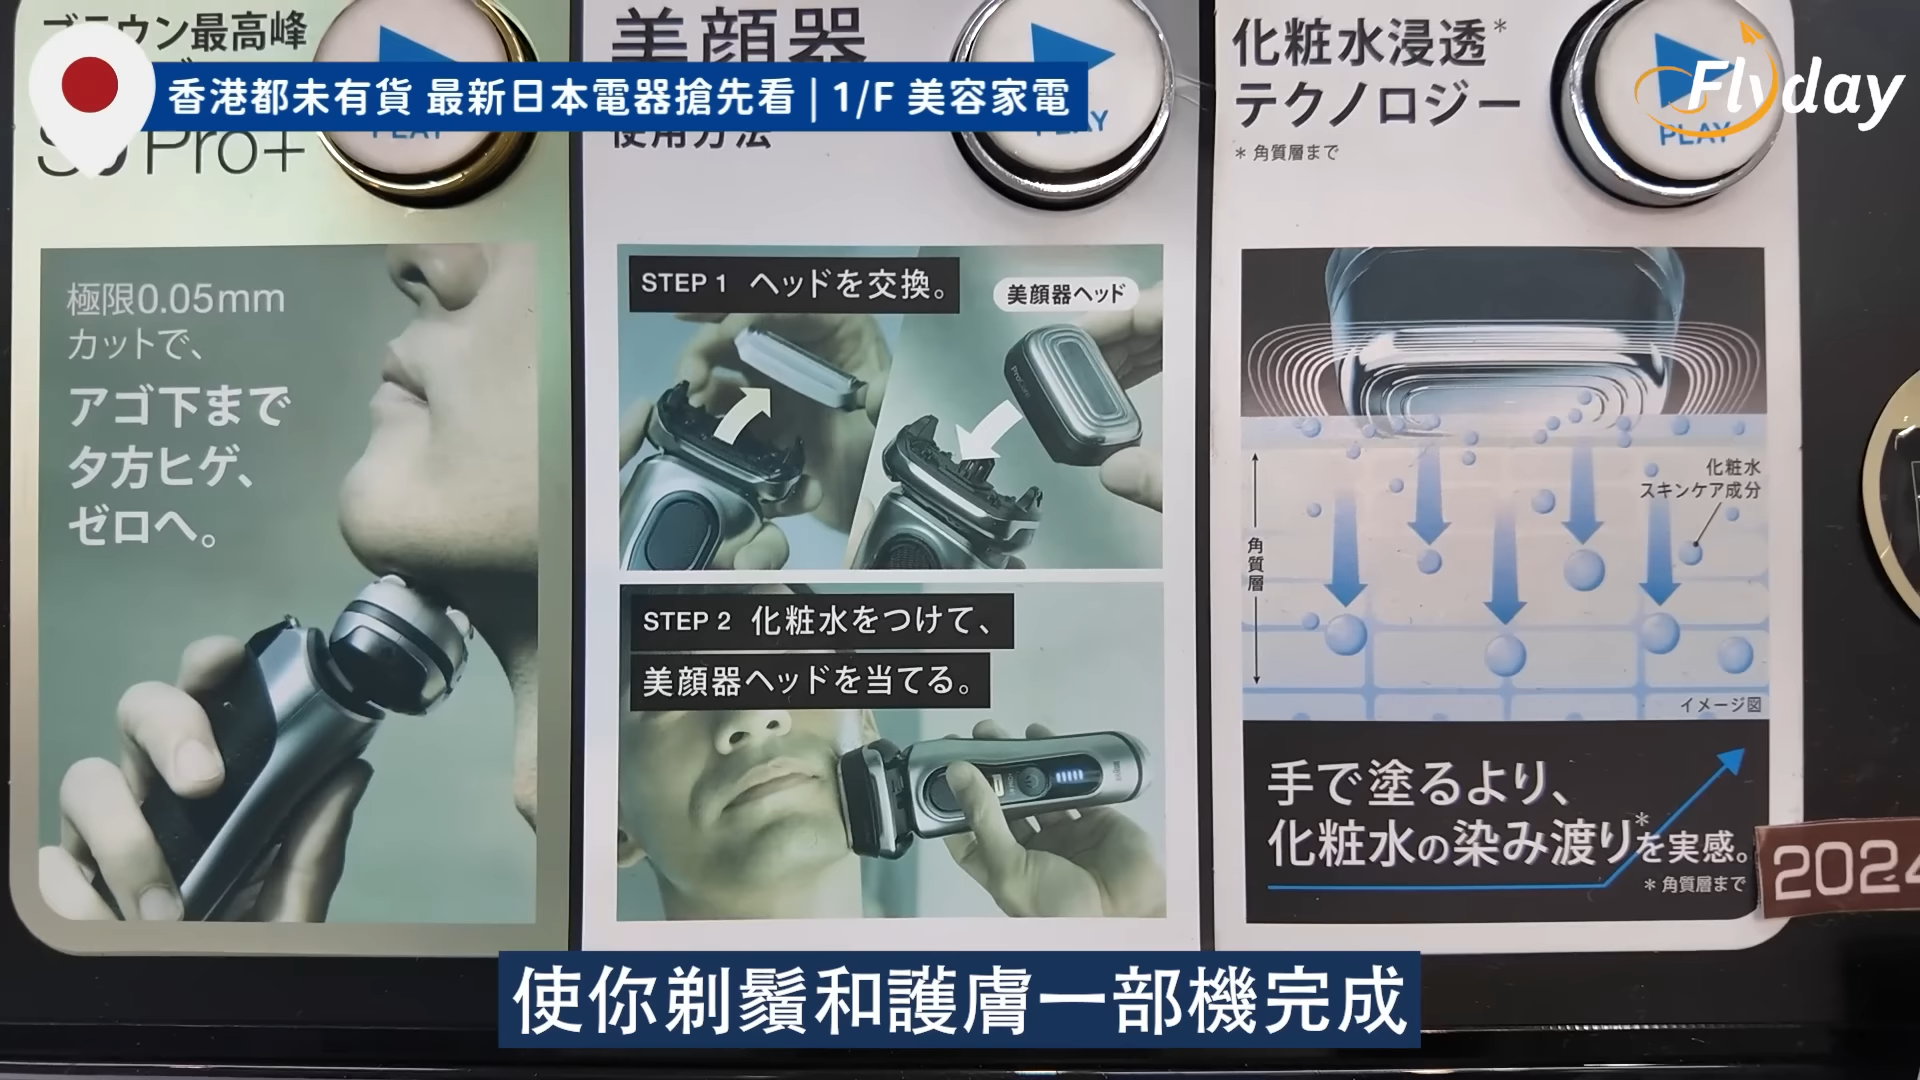 香港都未有貨 最新日本電器搶先看 | 1/F 美容家電
Flyday
ブラウン最高峰
S9 Pro+
極限0.05mm
カットで、
アゴ下まで
夕方ヒゲ、
ゼロへ。
美顔器
使用方法
PLAY
STEP 1 ヘッドを交換。
美顔器ヘッド
ProCare
STEP 2 化粧水をつけて、
美顔器ヘッドを当てる。
化粧水浸透*
テクノロジー
* 角質層まで
PLAY
化粧水
スキンケア成分
角質層
イメージ図
手で塗るより、
化粧水の染み渡り*を実感。
* 角質層まで
2024
使你剃鬚和護膚一部機完成